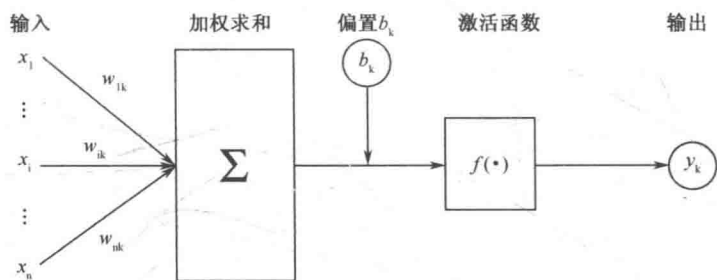 输入 加权求和 偏置b_k 激活函数 输出
x_1
w_1k
b_k
⋮
x_i
w_ik
Σ
f(•)
y_k
⋮
w_nk
x_n